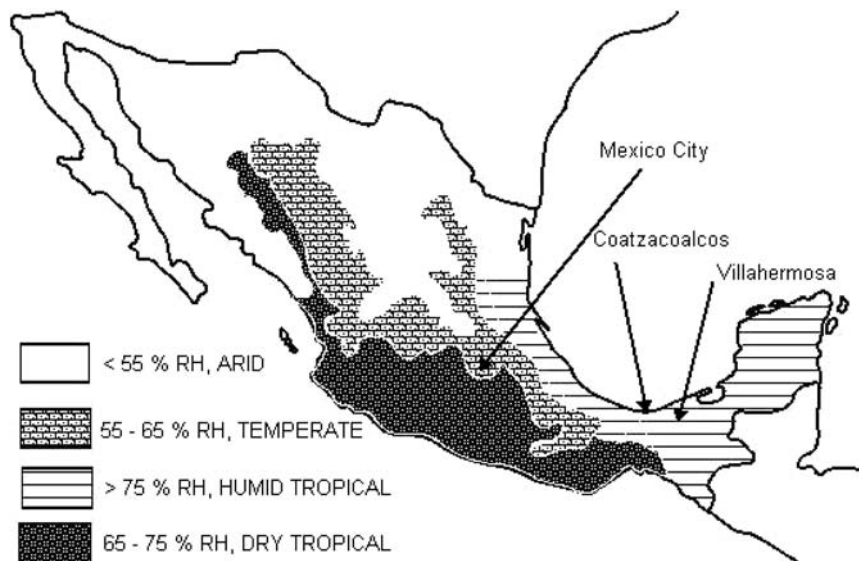 Mexico City
Coatzacoalcos
Villahermosa
< 55 % RH, ARID
55 - 65 % RH, TEMPERATE
> 75 % RH, HUMID TROPICAL
65 - 75 % RH, DRY TROPICAL